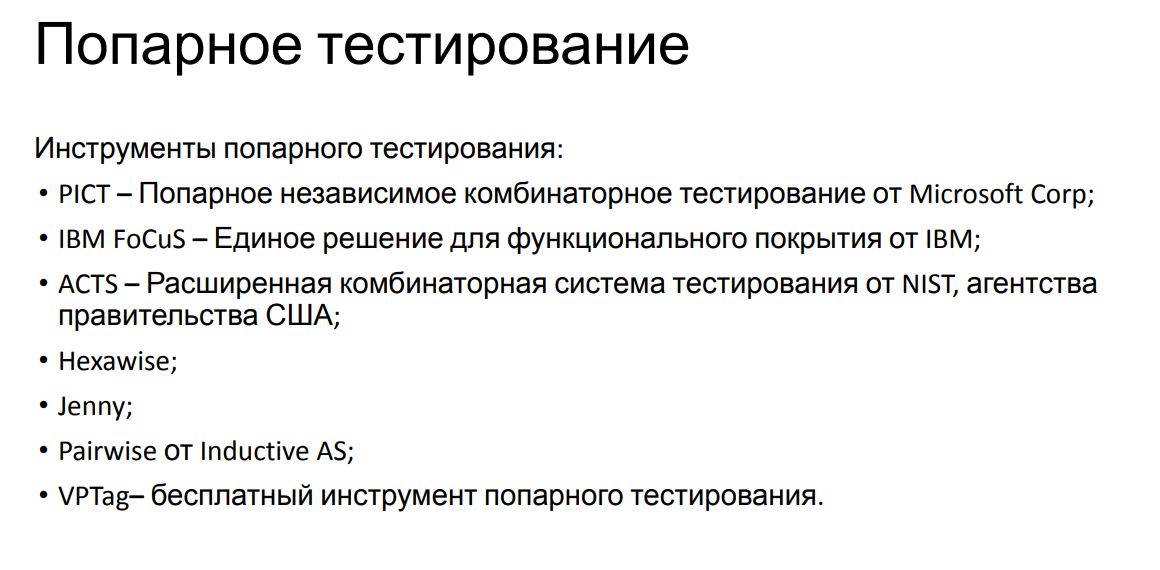 Попарное тестирование
Инструменты попарного тестирования:
• PICT – Попарное независимое комбинаторное тестирование от Microsoft Corp;
• IBM FoCuS – Единое решение для функционального покрытия от IBM;
• ACTS – Расширенная комбинаторная система тестирования от NIST, агентства
правительства США;
• Hexawise;
• Jenny;
• Pairwise от Inductive AS;
• VPTag– бесплатный инструмент попарного тестирования.